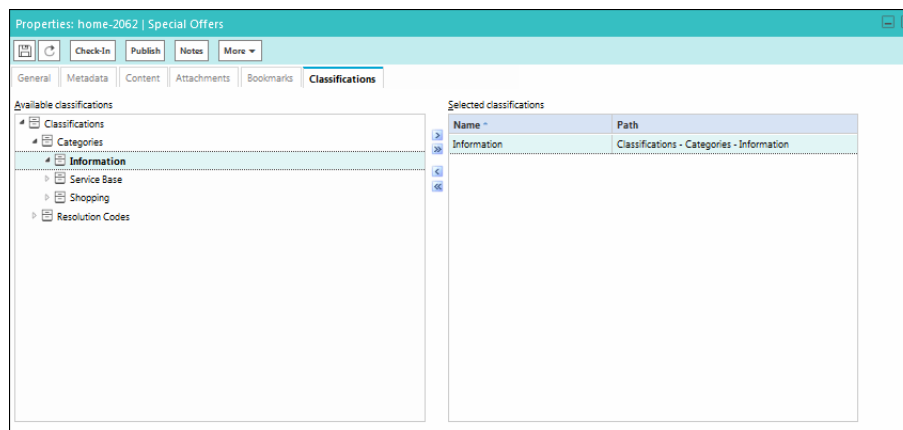 Properties: home-2062 | Special Offers
Check-In Publish Notes More
General Metadata Content Attachments Bookmarks Classifications
Available classifications Selected classifications
Classifications
Categories
Information
Service Base
Shopping
Resolution Codes
Name Path
Information Classifications - Categories - Information